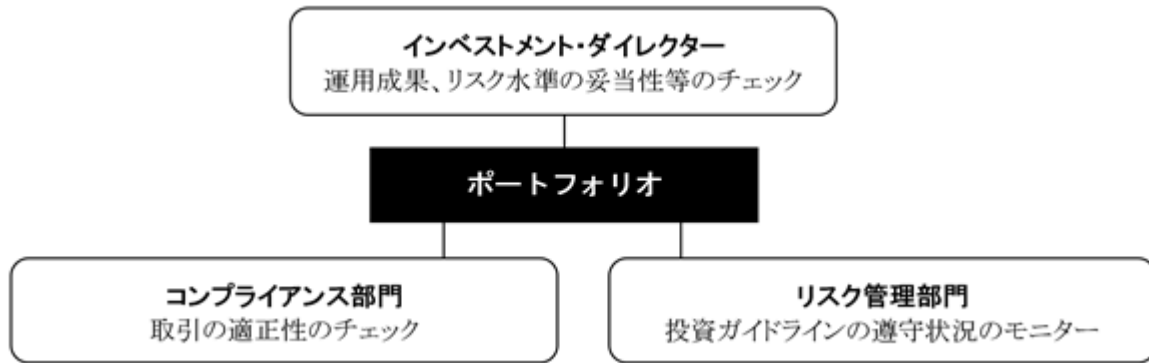 インベストメント・ダイレクター
運用成果、リスク水準の妥当性等のチェック
ポートフォリオ
コンプライアンス部門
取引の適正性のチェック
リスク管理部門
投資ガイドラインの遵守状況のモニター